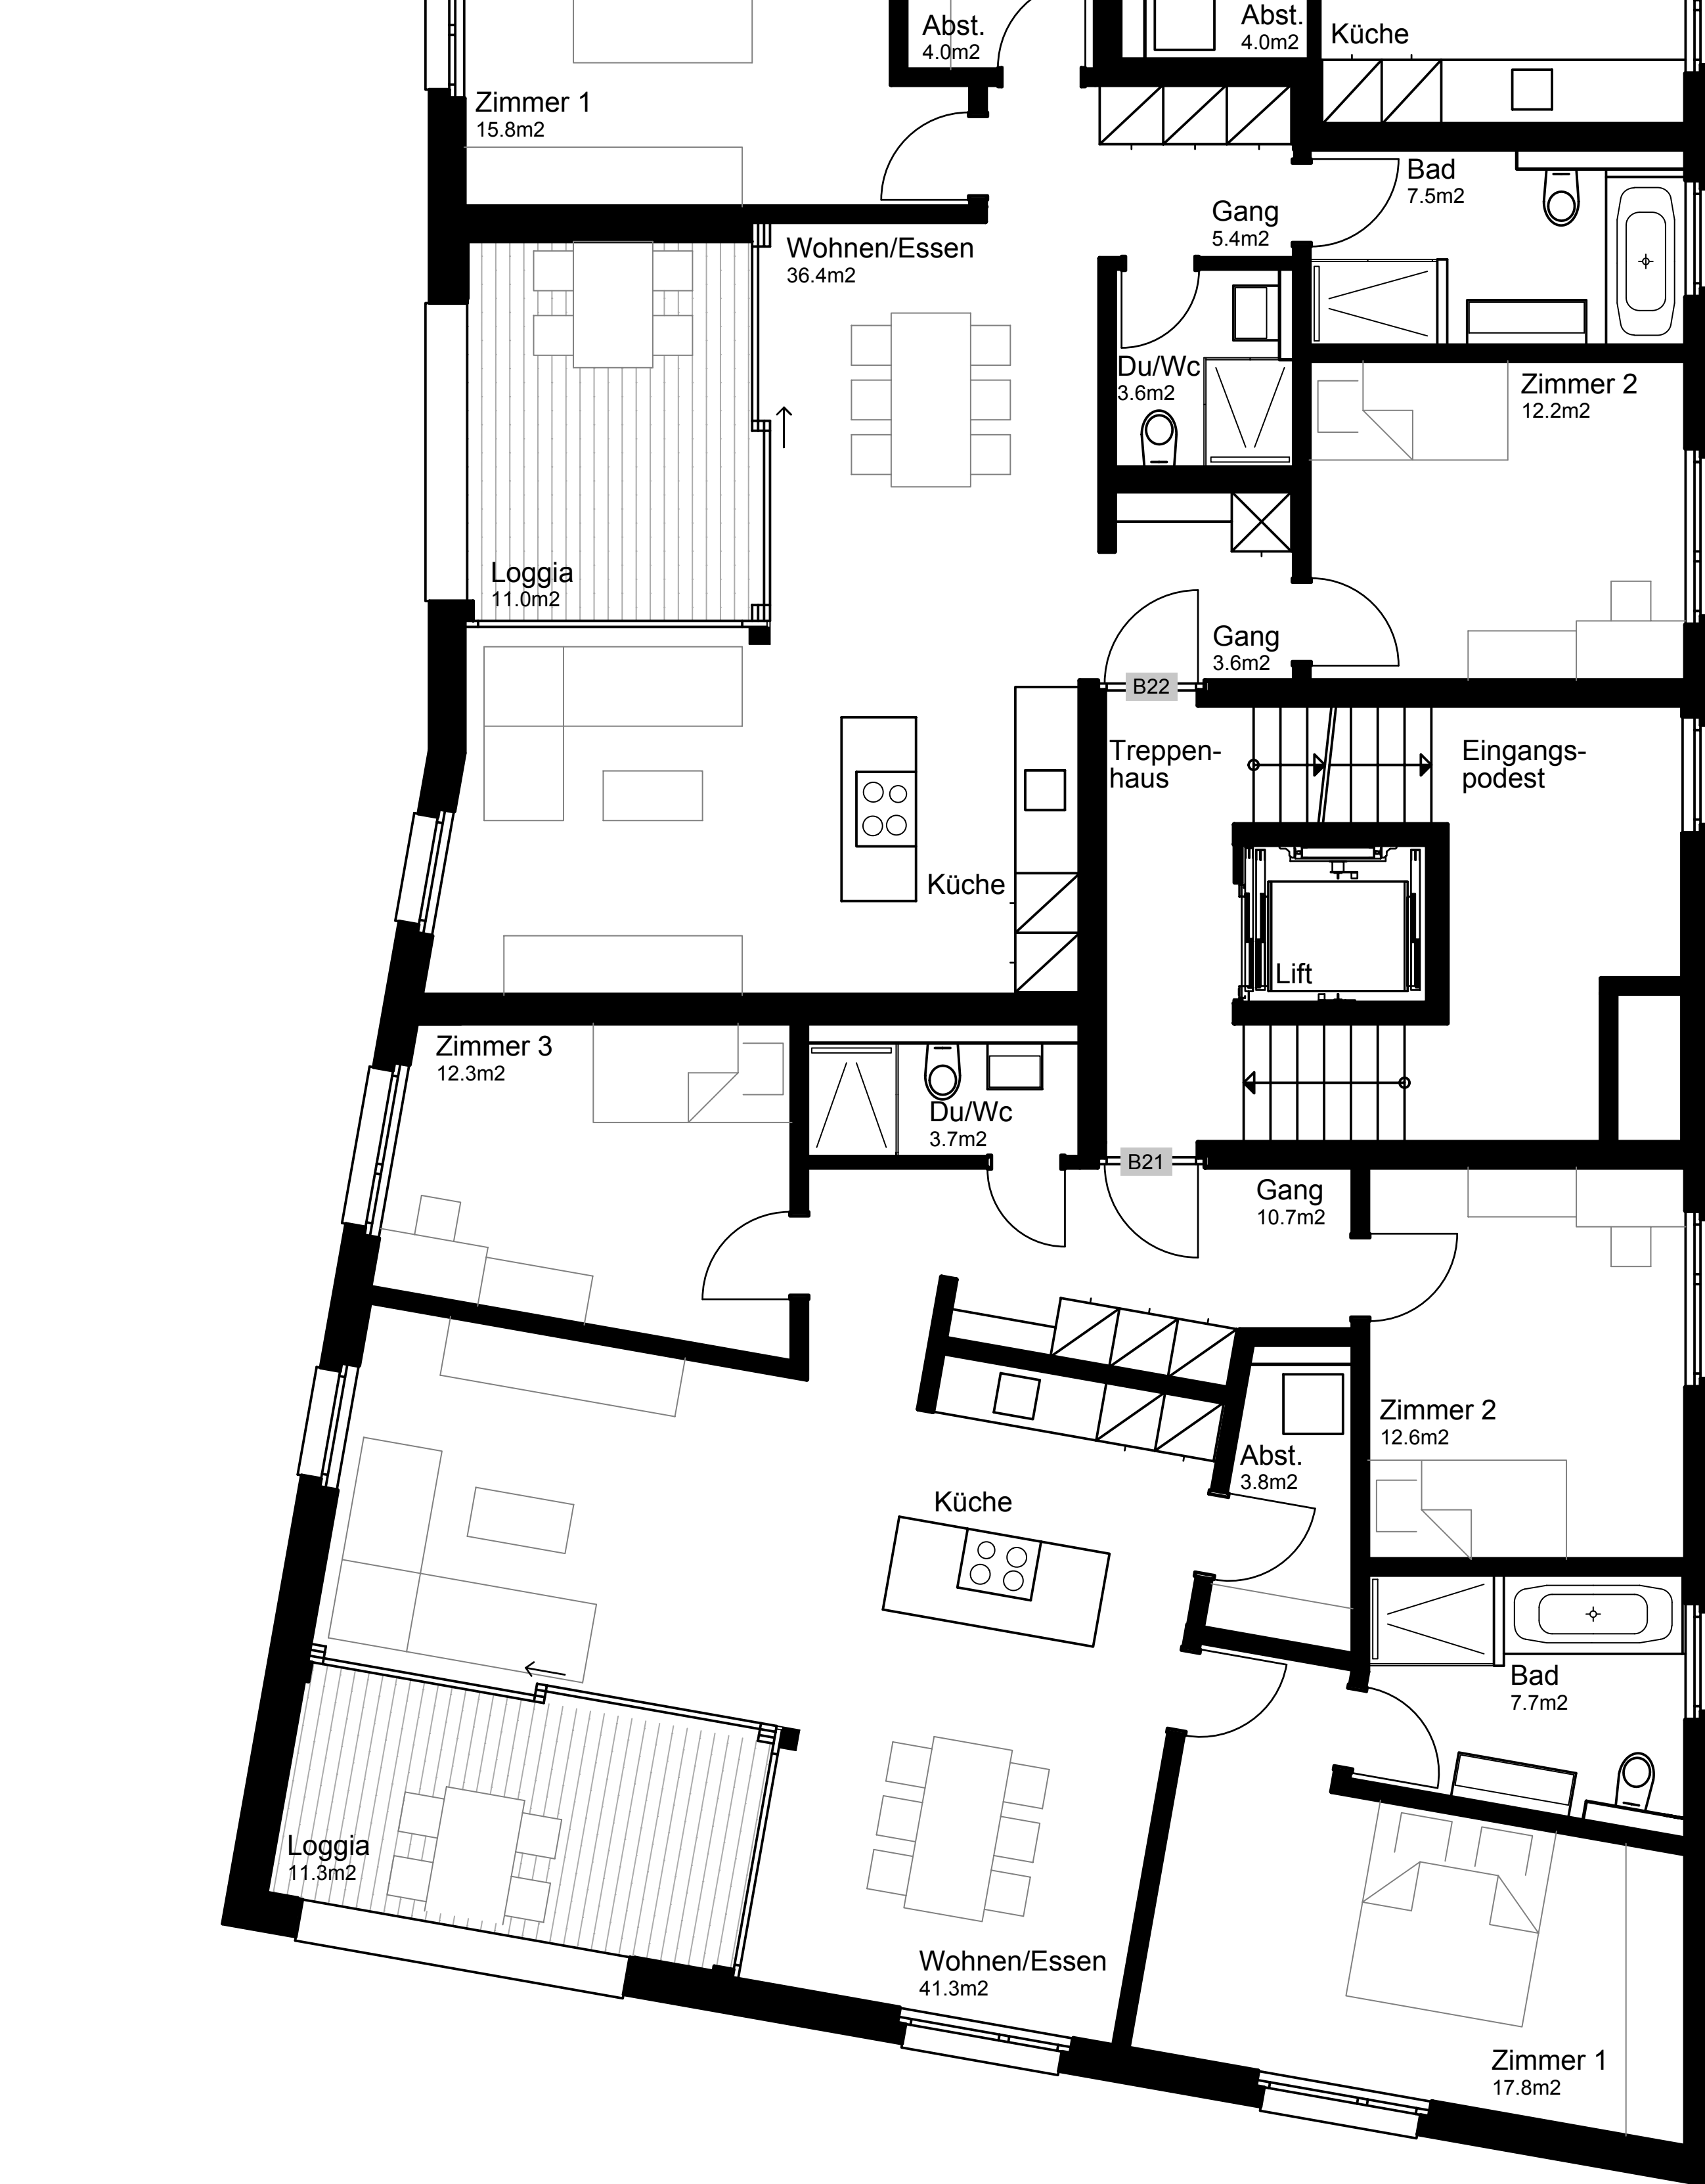 Abst.
4.0m2
Abst.
4.0m2
Küche
Zimmer 1
15.8m2
Bad
7.5m2
Gang
5.4m2
Wohnen/Essen
36.4m2
Du/Wc
3.6m2
Zimmer 2
12.2m2
Loggia
11.0m2
Gang
3.6m2
B22
Treppen-
haus
Eingangs-
podest
Küche
Lift
Zimmer 3
12.3m2
Du/Wc
3.7m2
B21
Gang
10.7m2
Zimmer 2
12.6m2
Abst.
3.8m2
Küche
Bad
7.7m2
Loggia
11.3m2
Wohnen/Essen
41.3m2
Zimmer 1
17.8m2